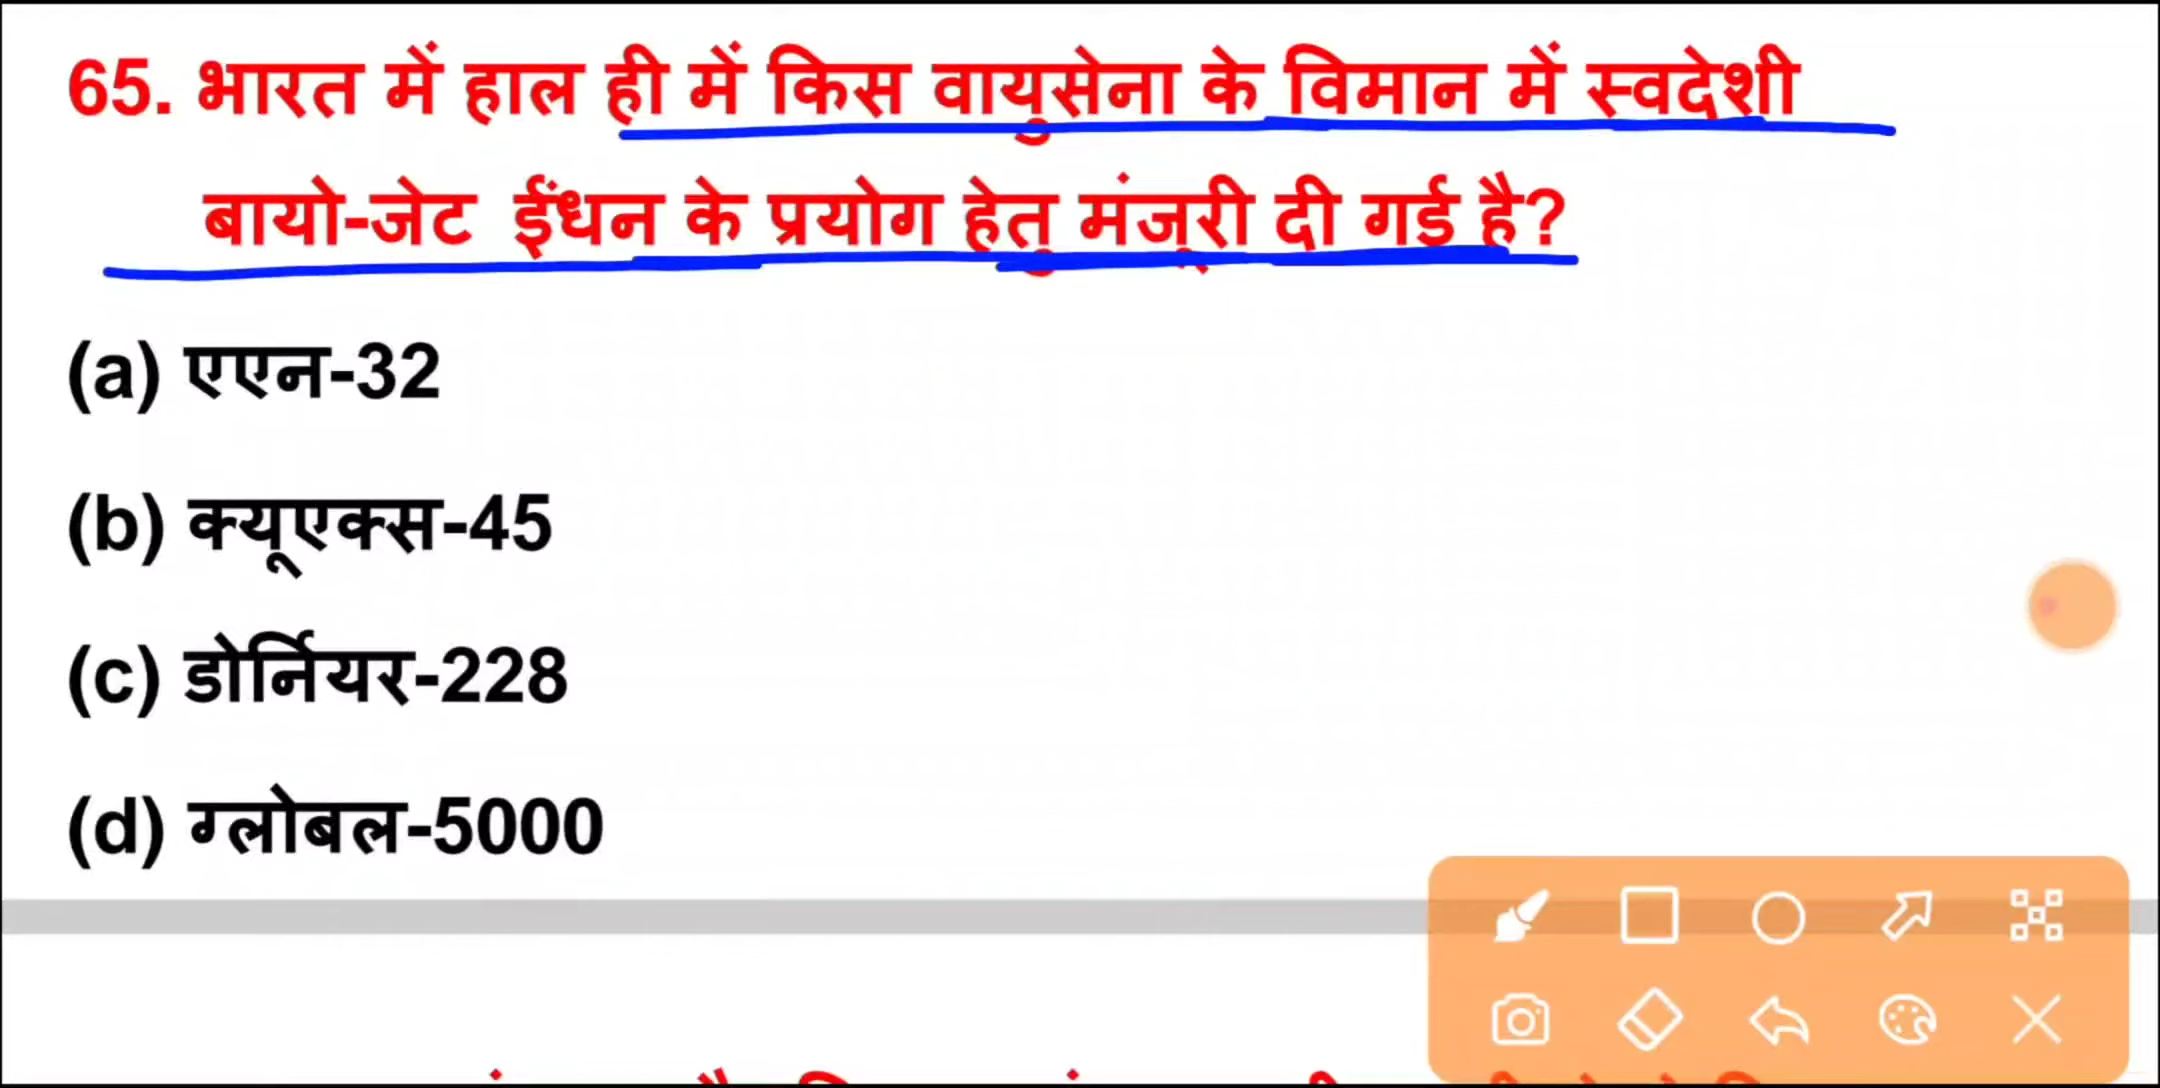 65. भारत में हाल ही में किस वायुसेना के विमान में स्वदेशी
बायो-जेट ईंधन के प्रयोग हेतु मंजूरी दी गई है?
(a) एएन-32
(b) क्यूएक्स-45
(c) डोर्नियर-228
(d) ग्लोबल-5000